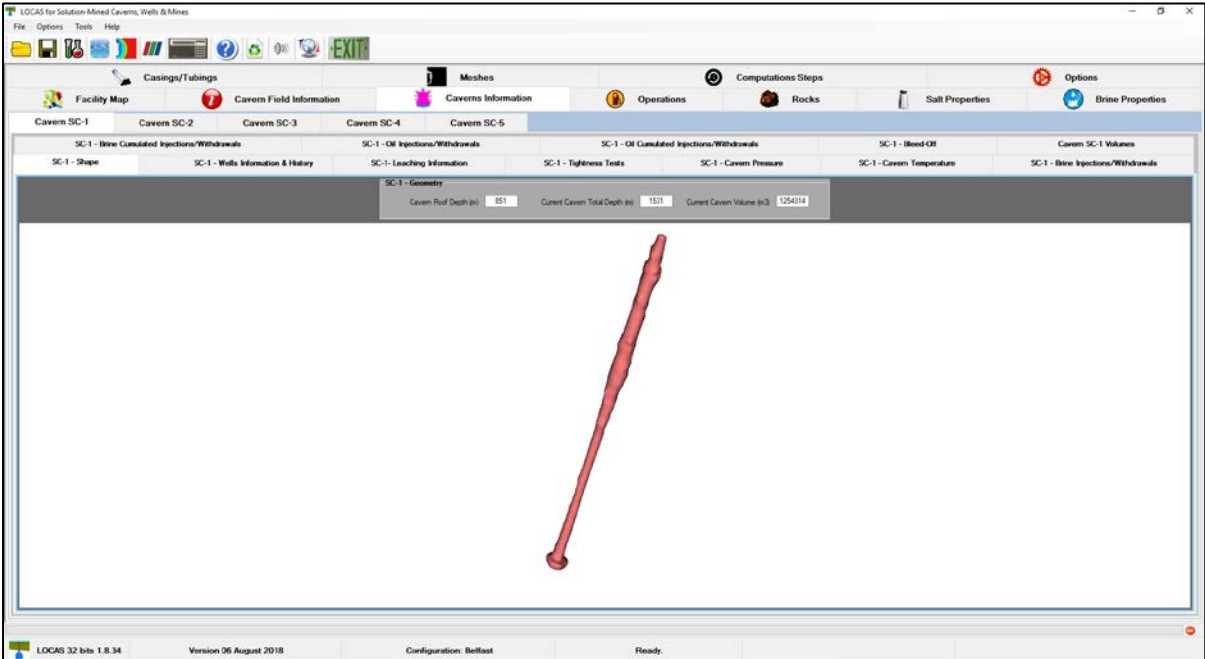 LOCAS for Solution-Mined Caverns, Wells & Mines
File Options Tools Help
EXIT
Casings/Tubings Meshes Computations Steps Options
Facility Map Cavern Field Information Caverns Information Operations Rocks Salt Properties Brine Properties
Cavern SC-1 Cavern SC-2 Cavern SC-3 Cavern SC-4 Cavern SC-5
SC-1 - Brine Cumulated Injections/Withdrawals SC-1 - Oil Injections/Withdrawals SC-1 - Oil Cumulated Injections/Withdrawals SC-1 - Bleed-Off Cavern SC-1 Volumes
SC-1 - Shape SC-1 - Wells Information & History SC-1- Leaching Information SC-1 - Tightness Tests SC-1 - Cavern Pressure SC-1 - Cavern Temperature SC-1 - Brine Injections/Withdrawals
SC-1 - Geometry
Cavern Roof Depth (m) 851 Current Cavern Total Depth (m) 1531 Current Cavern Volume (m3) 1254314
LOCAS 32 bits 1.8.34 Version 06 August 2018 Configuration: Belfast Ready.